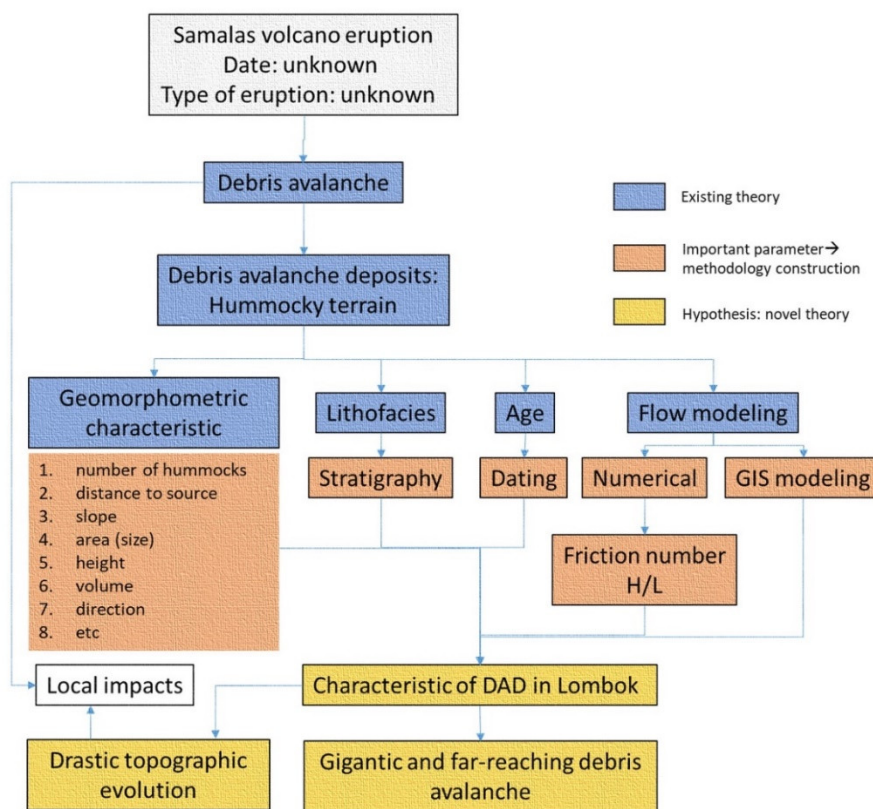 Samalas volcano eruption
Date: unknown
Type of eruption: unknown
Debris avalanche
Existing theory
Important parameter→
methodology construction
Hypothesis: novel theory
Debris avalanche deposits:
Hummocky terrain
Geomorphometric
characteristic
Lithofacies
Age
Flow modeling
1. number of hummocks
2. distance to source
3. slope
4. area (size)
5. height
6. volume
7. direction
8. etc
Stratigraphy
Dating
Numerical
GIS modeling
Friction number
H/L
Local impacts
Characteristic of DAD in Lombok
Drastic topographic
evolution
Gigantic and far-reaching debris
avalanche